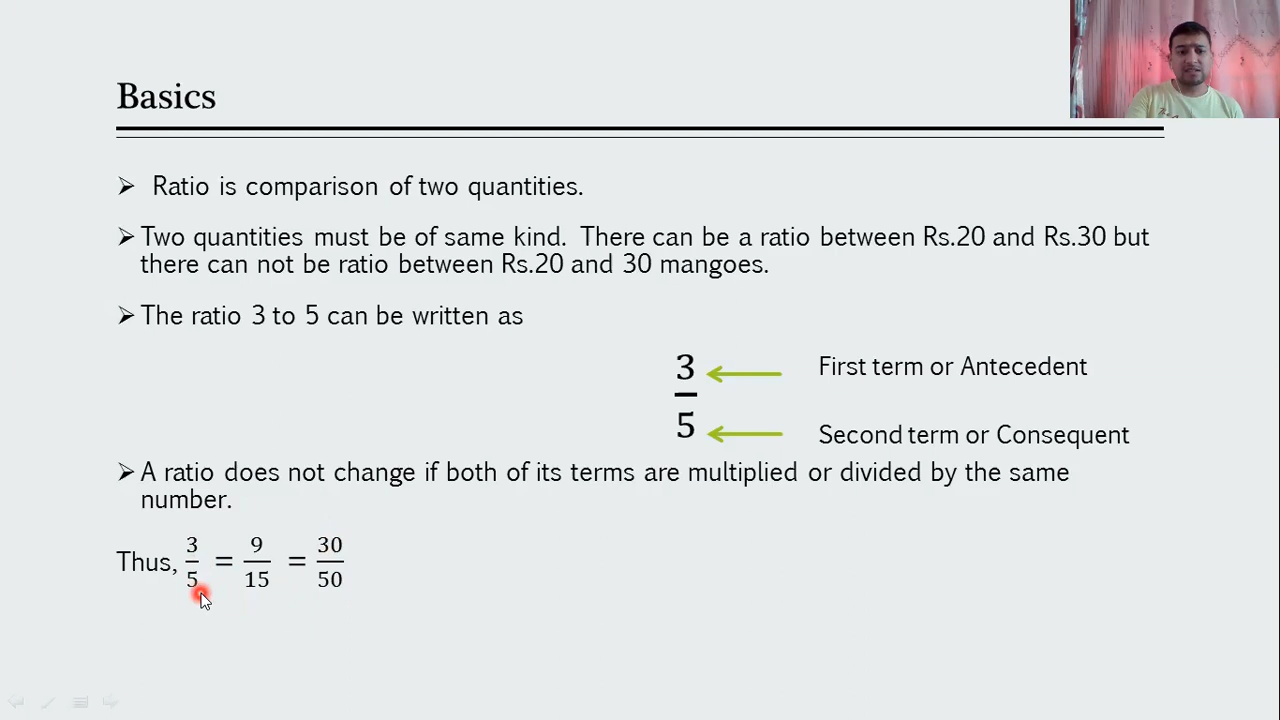 Basics
➢ Ratio is comparison of two quantities.
➢ Two quantities must be of same kind. There can be a ratio between Rs.20 and Rs.30 but
there can not be ratio between Rs.20 and 30 mangoes.
➢ The ratio 3 to 5 can be written as
3 First term or Antecedent
5 Second term or Consequent
➢ A ratio does not change if both of its terms are multiplied or divided by the same
number.
Thus, 3/5 = 9/15 = 30/50